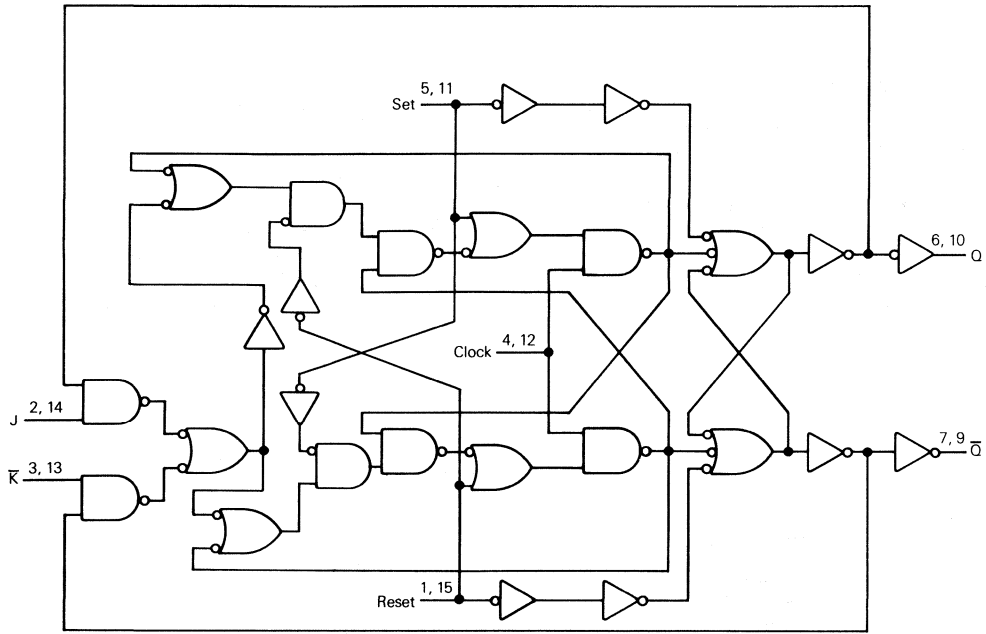 5, 11
Set
6, 10
Q
4, 12
Clock
2, 14
J
3, 13
K̅
7, 9
Q̅
1, 15
Reset